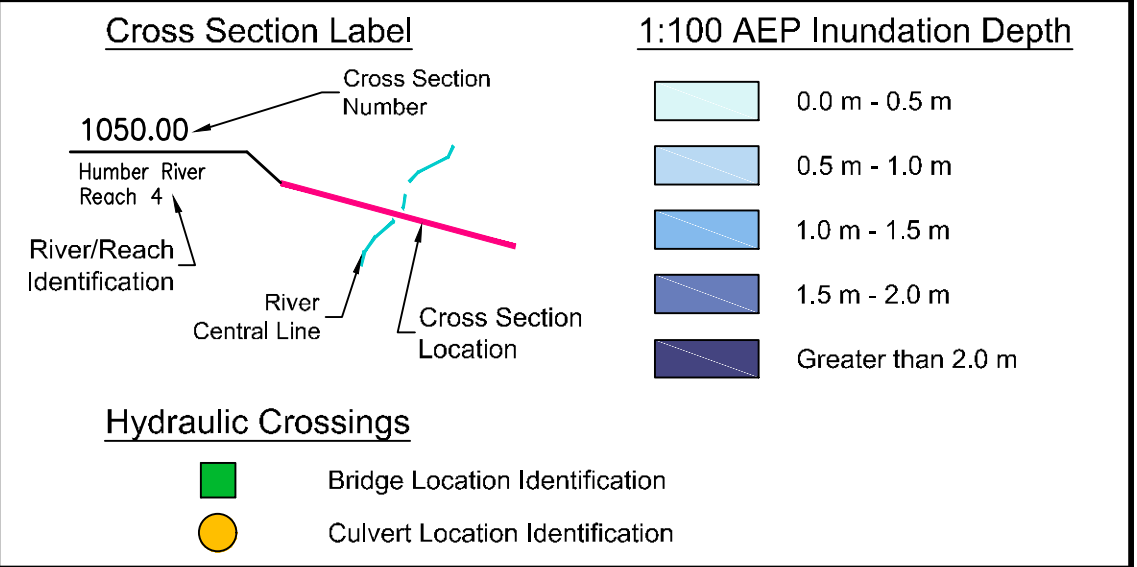 Cross Section Label
Cross Section
Number
1050.00
Humber River
Reach 4
River/Reach
Identification
River
Central Line
Cross Section
Location
1:100 AEP Inundation Depth
0.0 m - 0.5 m
0.5 m - 1.0 m
1.0 m - 1.5 m
1.5 m - 2.0 m
Greater than 2.0 m
Hydraulic Crossings
Bridge Location Identification
Culvert Location Identification